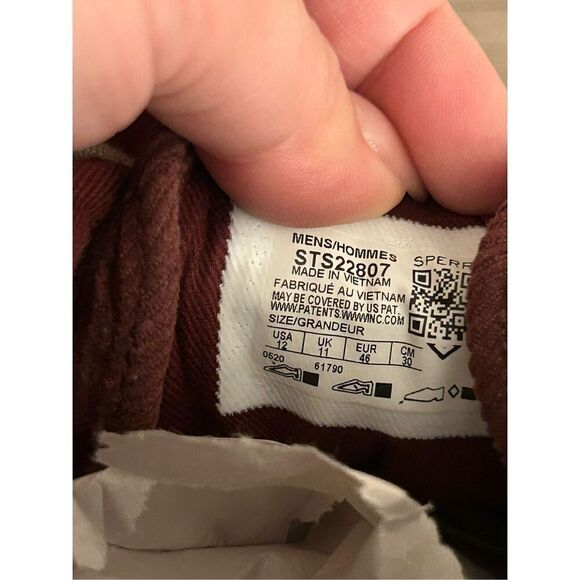 MENS/HOMMES
STS22807
MADE IN VIETNAM
FABRIQUÉ AU VIETNAM
MAY BE COVERED BY US PAT.
WWW.PATENTS.WWWINC.COM
SIZE/GRANDEUR
USA UK EUR CM
12 11 46 30
0520 61790
SPERR